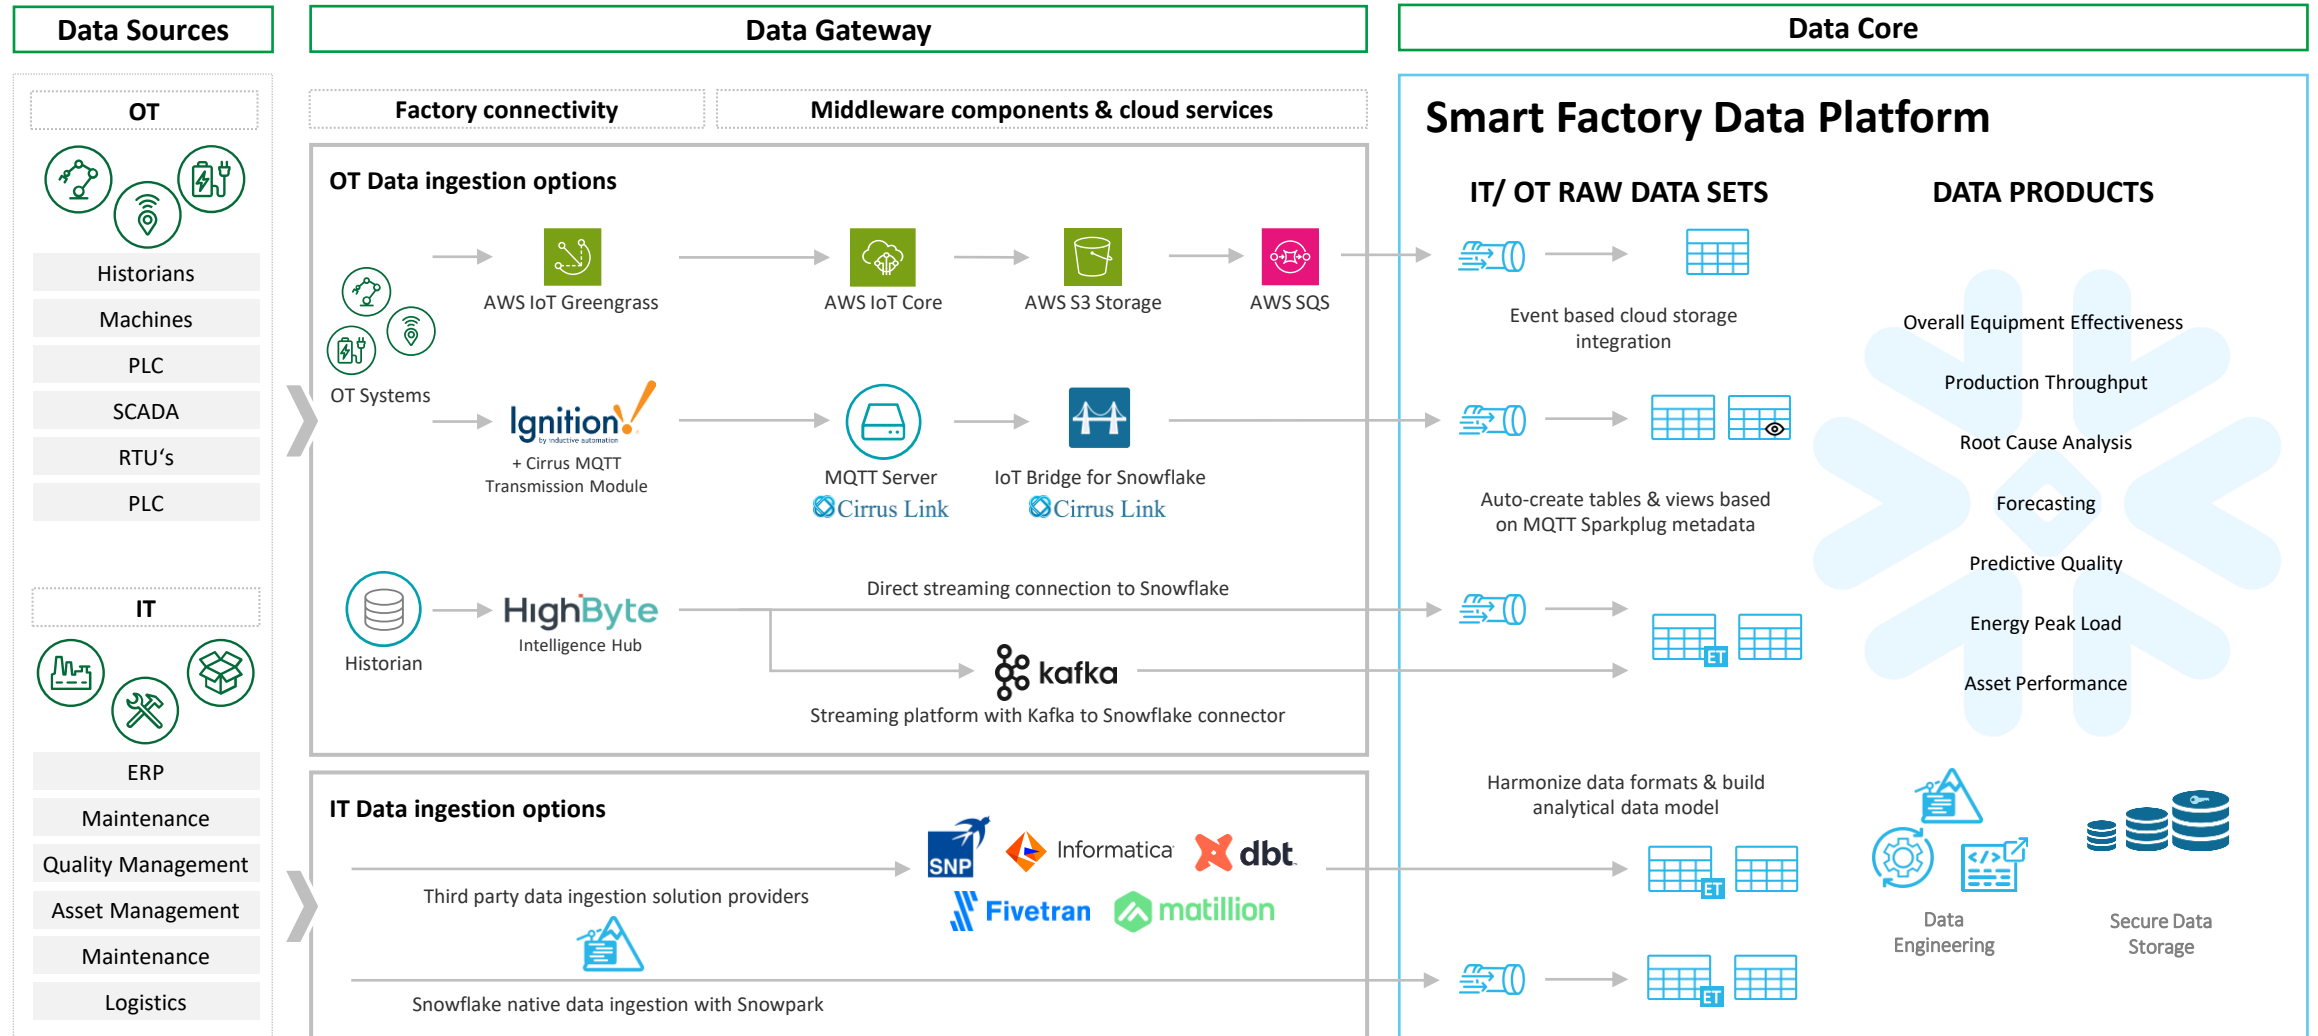 Data Sources
Data Gateway
Data Core
OT
Historians
Machines
PLC
SCADA
RTU‘s
PLC
IT
ERP
Maintenance
Quality Management
Asset Management
Maintenance
Logistics
Factory connectivity
Middleware components & cloud services
OT Data ingestion options
OT Systems
AWS IoT Greengrass
AWS IoT Core
AWS S3 Storage
AWS SQS
Ignition!
by inductive automation
+ Cirrus MQTT
Transmission Module
MQTT Server
Cirrus Link
IoT Bridge for Snowflake
Cirrus Link
Historian
HighByte
Intelligence Hub
Direct streaming connection to Snowflake
kafka
Streaming platform with Kafka to Snowflake connector
IT Data ingestion options
Third party data ingestion solution providers
SNP
Informatica
dbt
Fivetran
matillion
Snowflake native data ingestion with Snowpark
Smart Factory Data Platform
IT/ OT RAW DATA SETS
Event based cloud storage
integration
Auto-create tables & views based
on MQTT Sparkplug metadata
ET
Harmonize data formats & build
analytical data model
ET
ET
DATA PRODUCTS
Overall Equipment Effectiveness
Production Throughput
Root Cause Analysis
Forecasting
Predictive Quality
Energy Peak Load
Asset Performance
</>
Data
Engineering
Secure Data
Storage